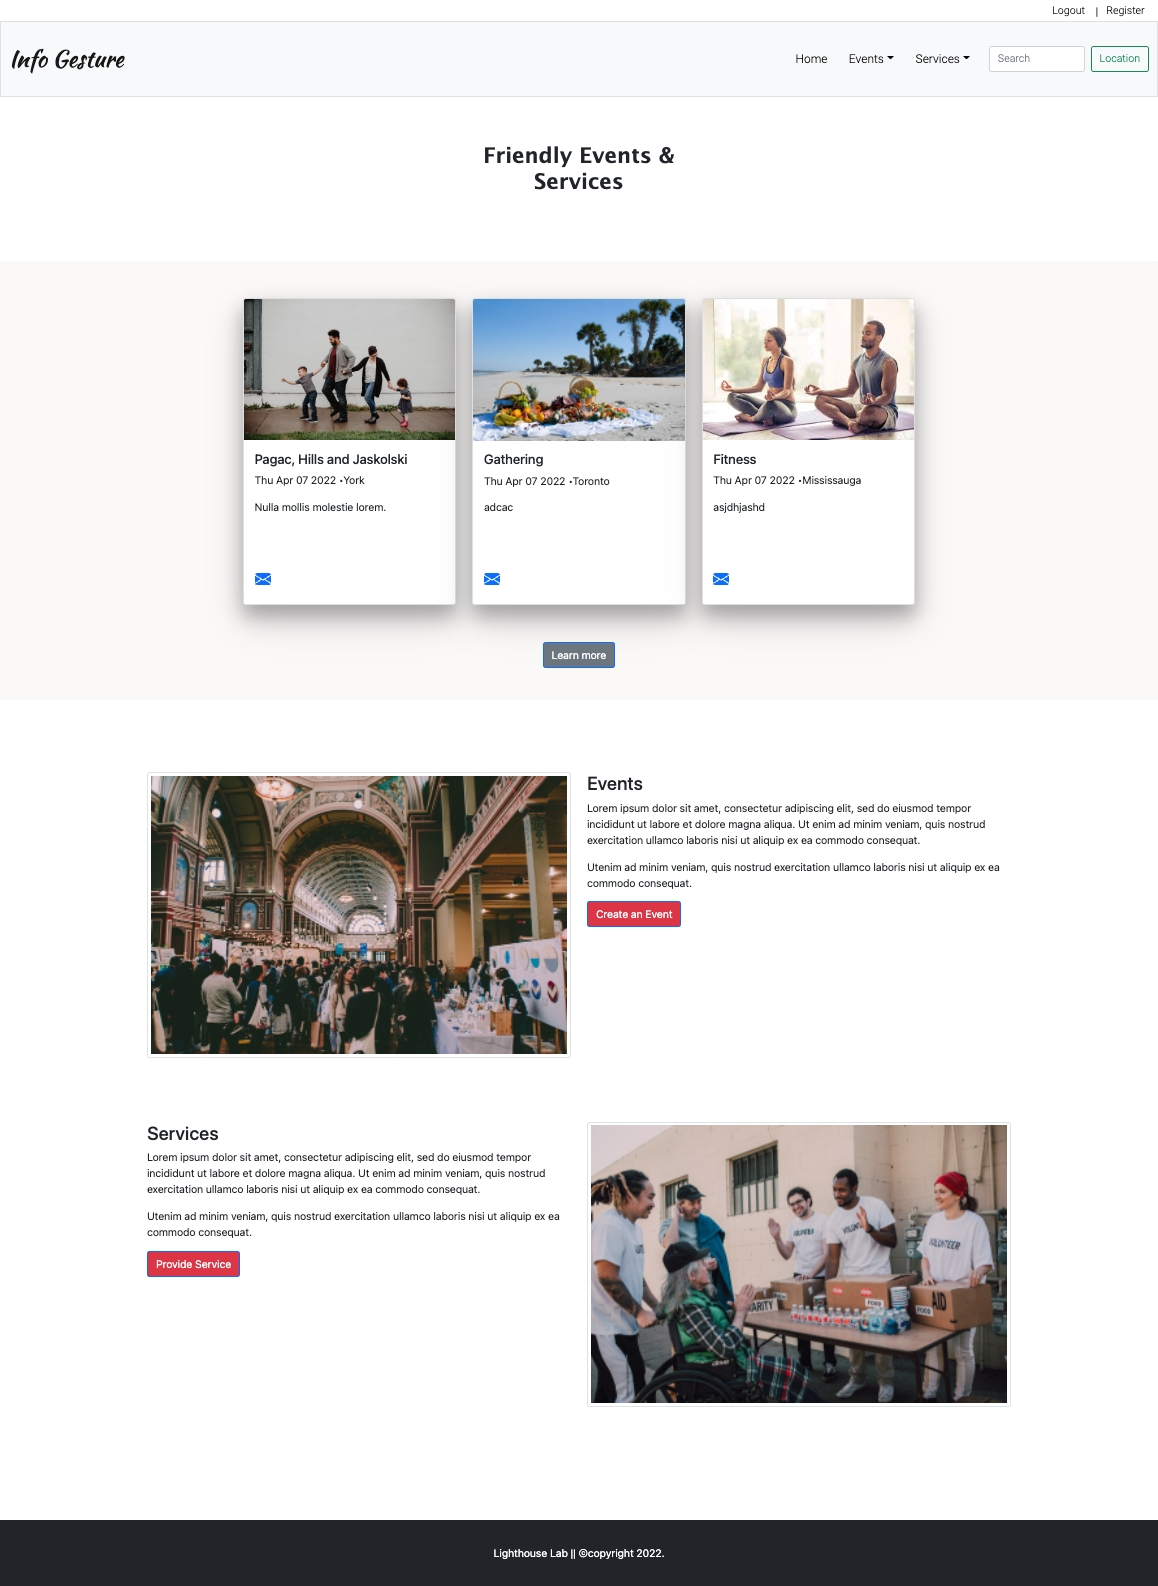 Logout | Register
Info Gesture
Home Events Services Search Location
Friendly Events &
Services
Pagac, Hills and Jaskolski
Thu Apr 07 2022 •York
Nulla mollis molestie lorem.
Gathering
Thu Apr 07 2022 •Toronto
adcac
Fitness
Thu Apr 07 2022 •Mississauga
asjdhjashd
Learn more
Events
Lorem ipsum dolor sit amet, consectetur adipiscing elit, sed do eiusmod tempor
incididunt ut labore et dolore magna aliqua. Ut enim ad minim veniam, quis nostrud
exercitation ullamco laboris nisi ut aliquip ex ea commodo consequat.
Utenim ad minim veniam, quis nostrud exercitation ullamco laboris nisi ut aliquip ex ea
commodo consequat.
Create an Event
Services
Lorem ipsum dolor sit amet, consectetur adipiscing elit, sed do eiusmod tempor
incididunt ut labore et dolore magna aliqua. Ut enim ad minim veniam, quis nostrud
exercitation ullamco laboris nisi ut aliquip ex ea commodo consequat.
Utenim ad minim veniam, quis nostrud exercitation ullamco laboris nisi ut aliquip ex ea
commodo consequat.
Provide Service
VOLUNTEER
VOLUNTEER
FOOD
FOOD
AID
Lighthouse Lab || ©copyright 2022.